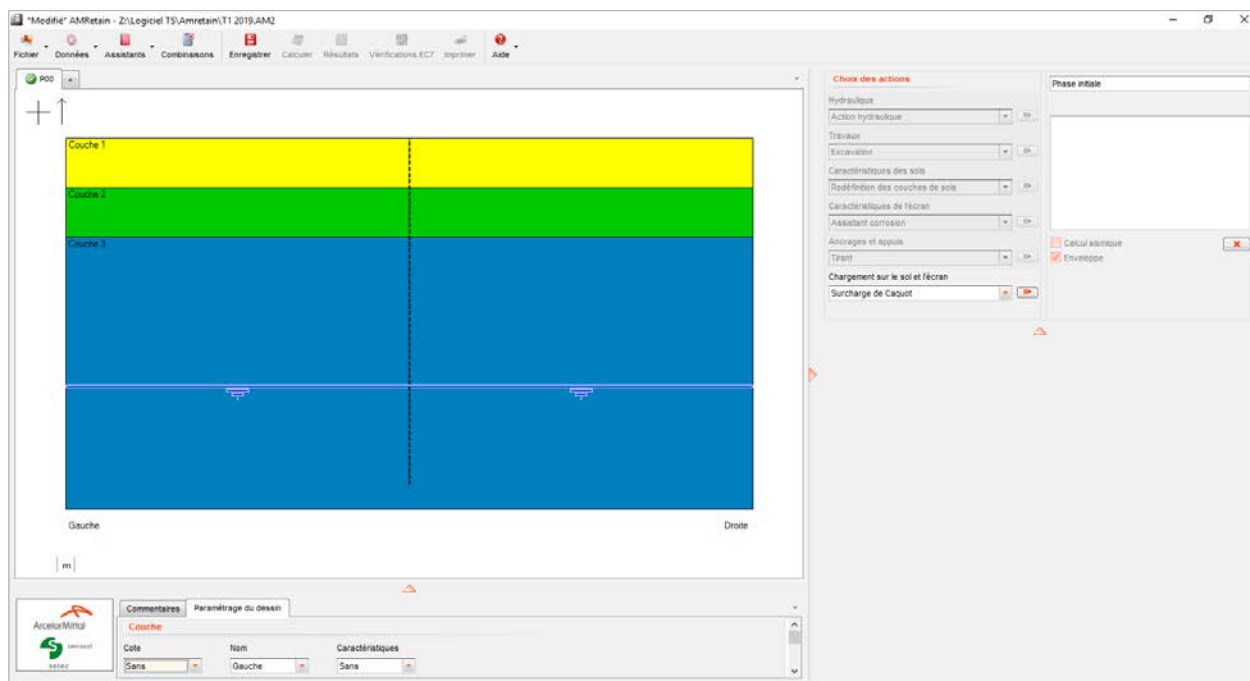 "Modifié" AMRetain - Z:\Logiciel TS\Amretain\T1 2019.AM2
Fichier Données Assistants Combinaisons Enregistrer Calculer Résultats Vérifications EC7 Imprimer Aide
P00 +
Couche 1
Couche 2
Couche 3
Gauche Droite
m
Choix des actions
Hydraulique
Action hydraulique
Travaux
Excavation
Caractéristiques des sols
Redéfinition des couches de sols
Caractéristiques de l'écran
Assistant corrosion
Ancrages et appuis
Tirant
Chargement sur le sol et l'écran
Surcharge de Caquot
Phase initiale
Calcul sismique
Enveloppe
ArcelorMittal
terrasol
setec
Commentaires Paramétrage du dessin
Couche
Cote Nom Caractéristiques
Sans Gauche Sans